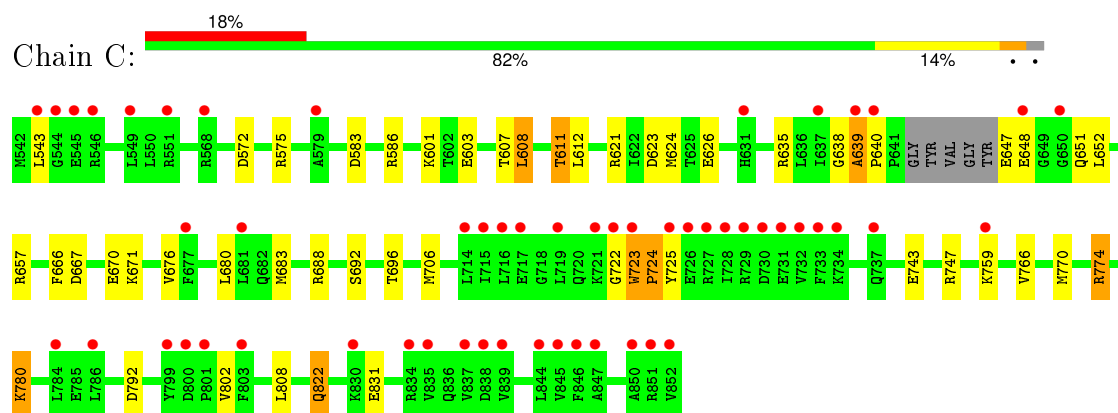 18%
Chain C:
82% 14% • •
M542 L543 G544 E545 R546 L549 L550 R551 R568 D572 R575 A579 D583 R586 K601 T602 E603 T607 L608 T611 L612 R621 I622 D623 M624 T625 E626 H631 R635 L636 I637 G638 A639 P640 P641 GLY TYR VAL GLY TYR E647 E648 G649 G650 Q651 L652
R657 F666 D667 E670 K671 V676 F677 L680 L681 Q682 M683 R688 S692 T696 M706 L714 I715 L716 E717 G718 L719 Q720 K721 G722 W723 P724 Y725 E726 R727 I728 R729 D730 E731 V732 F733 K734 Q737 E743 R747 K759 V766 M770 R774
K780 L784 E785 L786 D792 Y799 D800 P801 V802 F803 L808 Q822 K830 E831 R834 V835 Q836 V837 D838 V839 L844 V845 F846 A847 A850 R851 V852